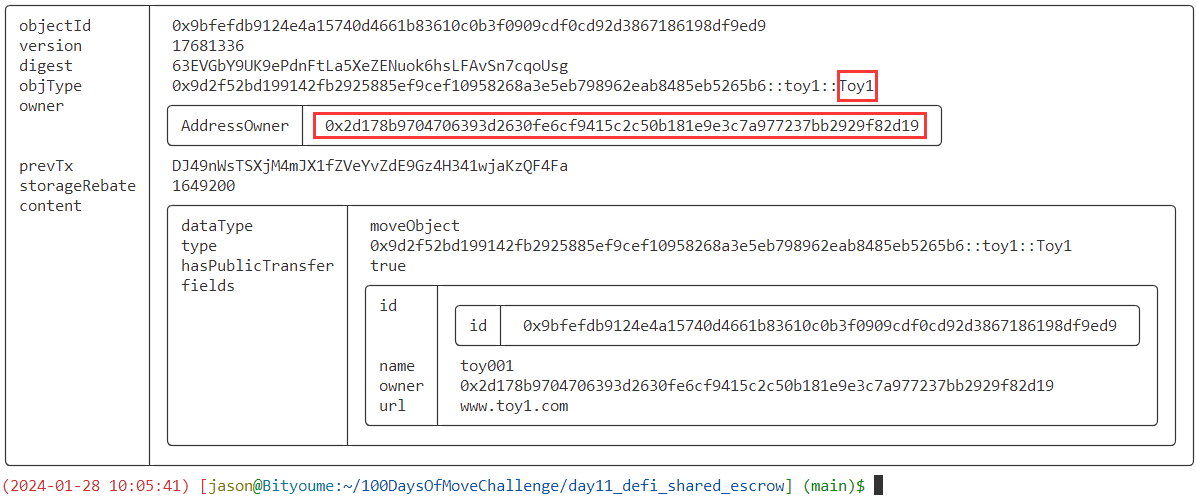 objectId 0x9bfefdb9124e4a15740d4661b83610c0b3f0909cdf0cd92d3867186198df9ed9
version 17681336
digest 63EVGbY9UK9ePdnFtLa5XeZENuok6hsLFAvSn7cqoUsg
objType 0x9d2f52bd199142fb2925885ef9cef10958268a3e5eb798962eab8485eb5265b6::toy1::Toy1
owner
AddressOwner 0x2d178b9704706393d2630fe6cf9415c2c50b181e9e3c7a977237bb2929f82d19
prevTx DJ49nWsTSXjM4mJX1fZVeYvZdE9Gz4H341wjaKzQF4Fa
storageRebate 1649200
content
dataType moveObject
type 0x9d2f52bd199142fb2925885ef9cef10958268a3e5eb798962eab8485eb5265b6::toy1::Toy1
hasPublicTransfer true
fields
id
id 0x9bfefdb9124e4a15740d4661b83610c0b3f0909cdf0cd92d3867186198df9ed9
name toy001
owner 0x2d178b9704706393d2630fe6cf9415c2c50b181e9e3c7a977237bb2929f82d19
url www.toy1.com
(2024-01-28 10:05:41) [jason@Bityoume:~/100DaysOfMoveChallenge/day11_defi_shared_escrow] (main)$